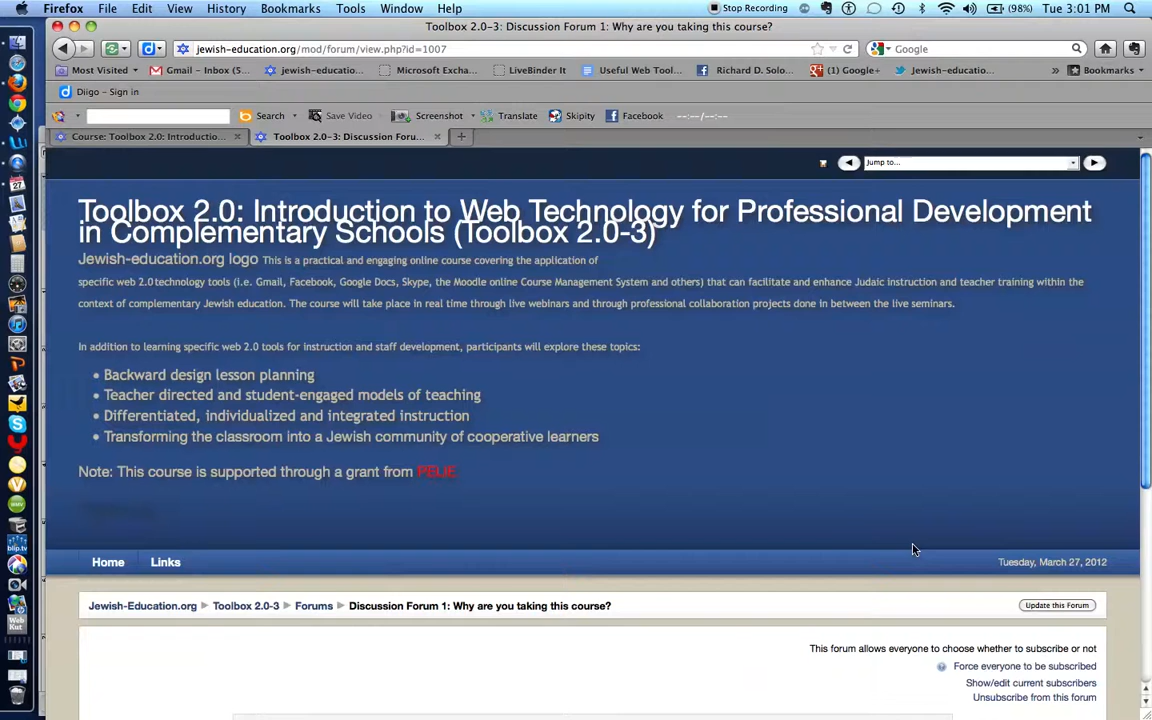 Firefox File Edit View History Bookmarks Tools Window Help Stop Recording (98%) Tue 3:01 PM
Toolbox 2.0-3: Discussion Forum 1: Why are you taking this course?
jewish-education.org/mod/forum/view.php?id=1007 Google
Most Visited Gmail - Inbox (5... jewish-educatio... Microsoft Excha... LiveBinder It Useful Web Tool... Richard D. Solo... (1) Google+ Jewish-educatio... » Bookmarks
Diigo - Sign in
Search Save Video Screenshot Translate Skipity Facebook --:--/--:--
Course: Toolbox 2.0: Introductio... Toolbox 2.0-3: Discussion Foru...
Jump to...
Toolbox 2.0: Introduction to Web Technology for Professional Development
in Complementary Schools (Toolbox 2.0-3)
Jewish-education.org logo This is a practical and engaging online course covering the application of
specific web 2.0 technology tools (i.e. Gmail, Facebook, Google Docs, Skype, the Moodle online Course Management System and others) that can facilitate and enhance Judaic instruction and teacher training within the
context of complementary Jewish education. The course will take place in real time through live webinars and through professional collaboration projects done in between the live seminars.
In addition to learning specific web 2.0 tools for instruction and staff development, participants will explore these topics:
• Backward design lesson planning
• Teacher directed and student-engaged models of teaching
• Differentiated, individualized and integrated instruction
• Transforming the classroom into a Jewish community of cooperative learners
Note: This course is supported through a grant from PELIE
Home Links Tuesday, March 27, 2012
Jewish-Education.org ► Toolbox 2.0-3 ► Forums ► Discussion Forum 1: Why are you taking this course? Update this Forum
This forum allows everyone to choose whether to subscribe or not
Force everyone to be subscribed
Show/edit current subscribers
Unsubscribe from this forum
blip.tv
Web
Kut